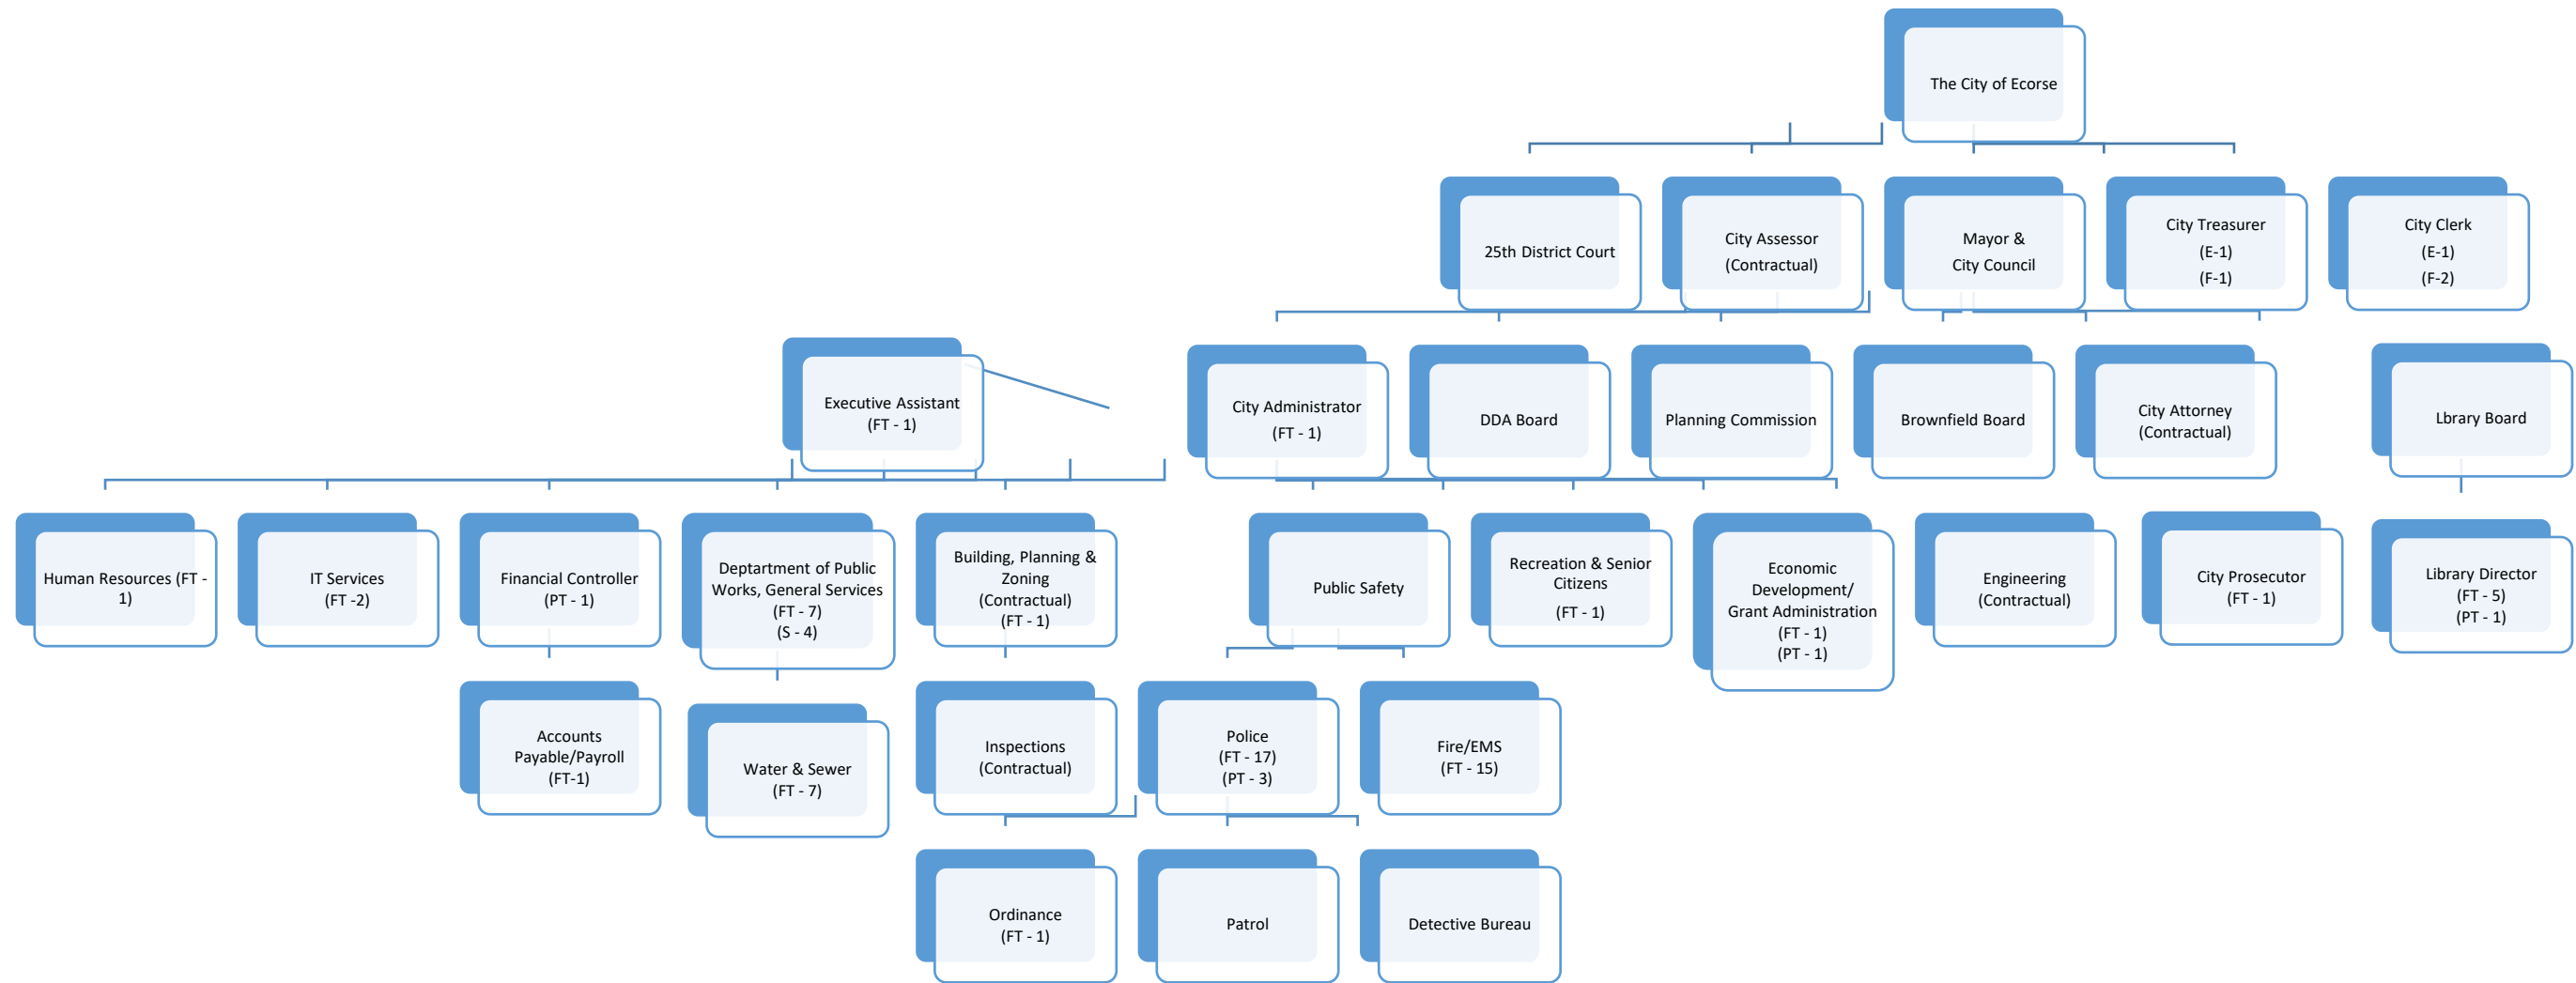 The City of Ecorse
25th District Court
City Assessor
(Contractual)
Mayor &
City Council
City Treasurer
(E-1)
(F-1)
City Clerk
(E-1)
(F-2)
Executive Assistant
(FT - 1)
City Administrator
(FT - 1)
DDA Board
Planning Commission
Brownfield Board
City Attorney
(Contractual)
Lbrary Board
Human Resources (FT -
1)
IT Services
(FT -2)
Financial Controller
(PT - 1)
Deptartment of Public
Works, General Services
(FT - 7)
(S - 4)
Building, Planning &
Zoning
(Contractual)
(FT - 1)
Public Safety
Recreation & Senior
Citizens
(FT - 1)
Economic
Development/
Grant Administration
(FT - 1)
(PT - 1)
Engineering
(Contractual)
City Prosecutor
(FT - 1)
Library Director
(FT - 5)
(PT - 1)
Accounts
Payable/Payroll
(FT-1)
Water & Sewer
(FT - 7)
Inspections
(Contractual)
Police
(FT - 17)
(PT - 3)
Fire/EMS
(FT - 15)
Ordinance
(FT - 1)
Patrol
Detective Bureau